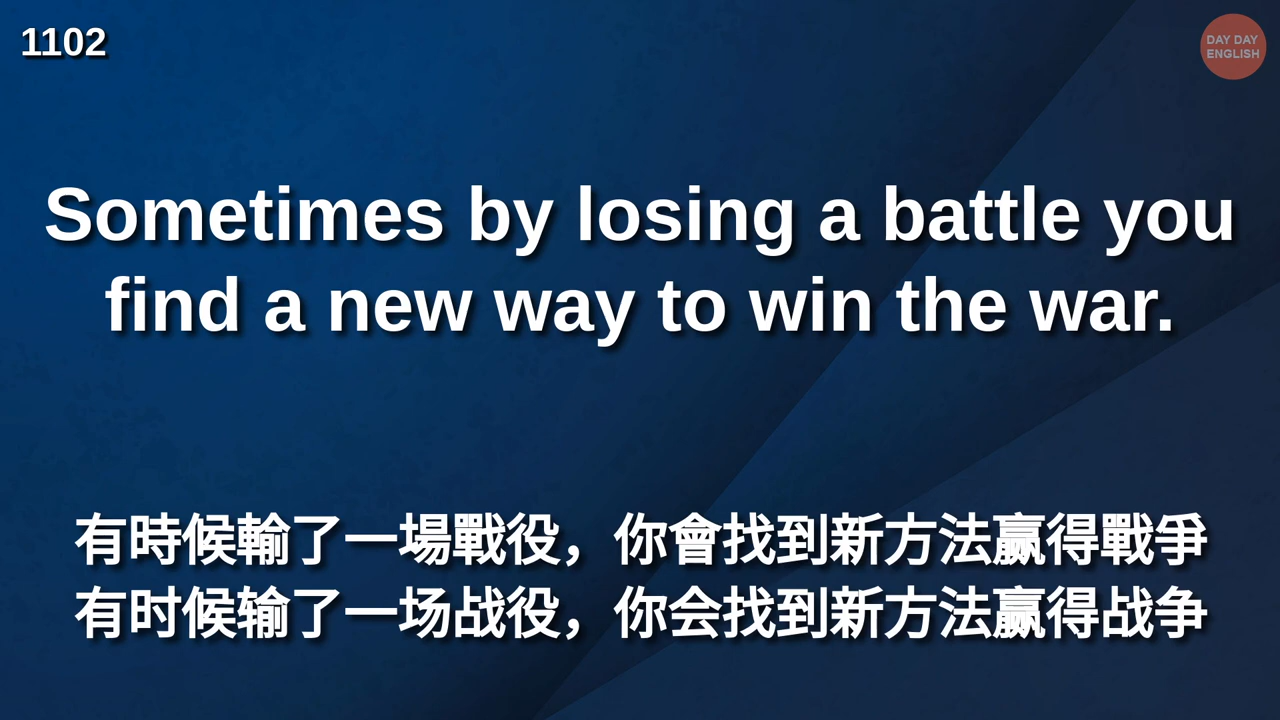 1102
DAY DAY
ENGLISH
Sometimes by losing a battle you
find a new way to win the war.
有時候輸了一場戰役，你會找到新方法赢得戰爭
有时候输了一场战役，你会找到新方法赢得战争